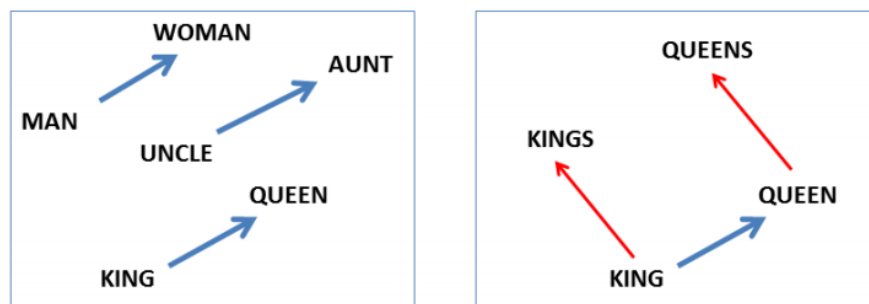 WOMAN
AUNT
MAN
UNCLE
QUEEN
KING
QUEENS
KINGS
QUEEN
KING